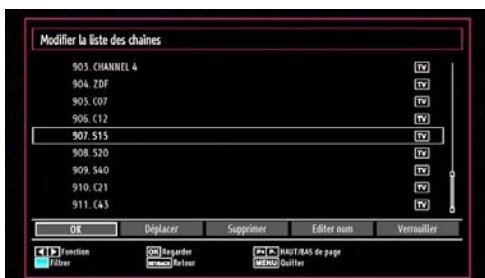 Modifier la liste des chaînes
903. CHANNEL 4 TV
904. ZDF TV
905. C07 TV
906. C12 TV
907. S15 TV
908. S20 TV
909. S40 TV
910. C21 TV
911. C43 TV
OK Déplacer Supprimer Editer nom Verrouiller
Fonction OK Regarder P+ P- HAUT/BAS de page
Filtrer RETURN/BACK Retour MENU Quitter